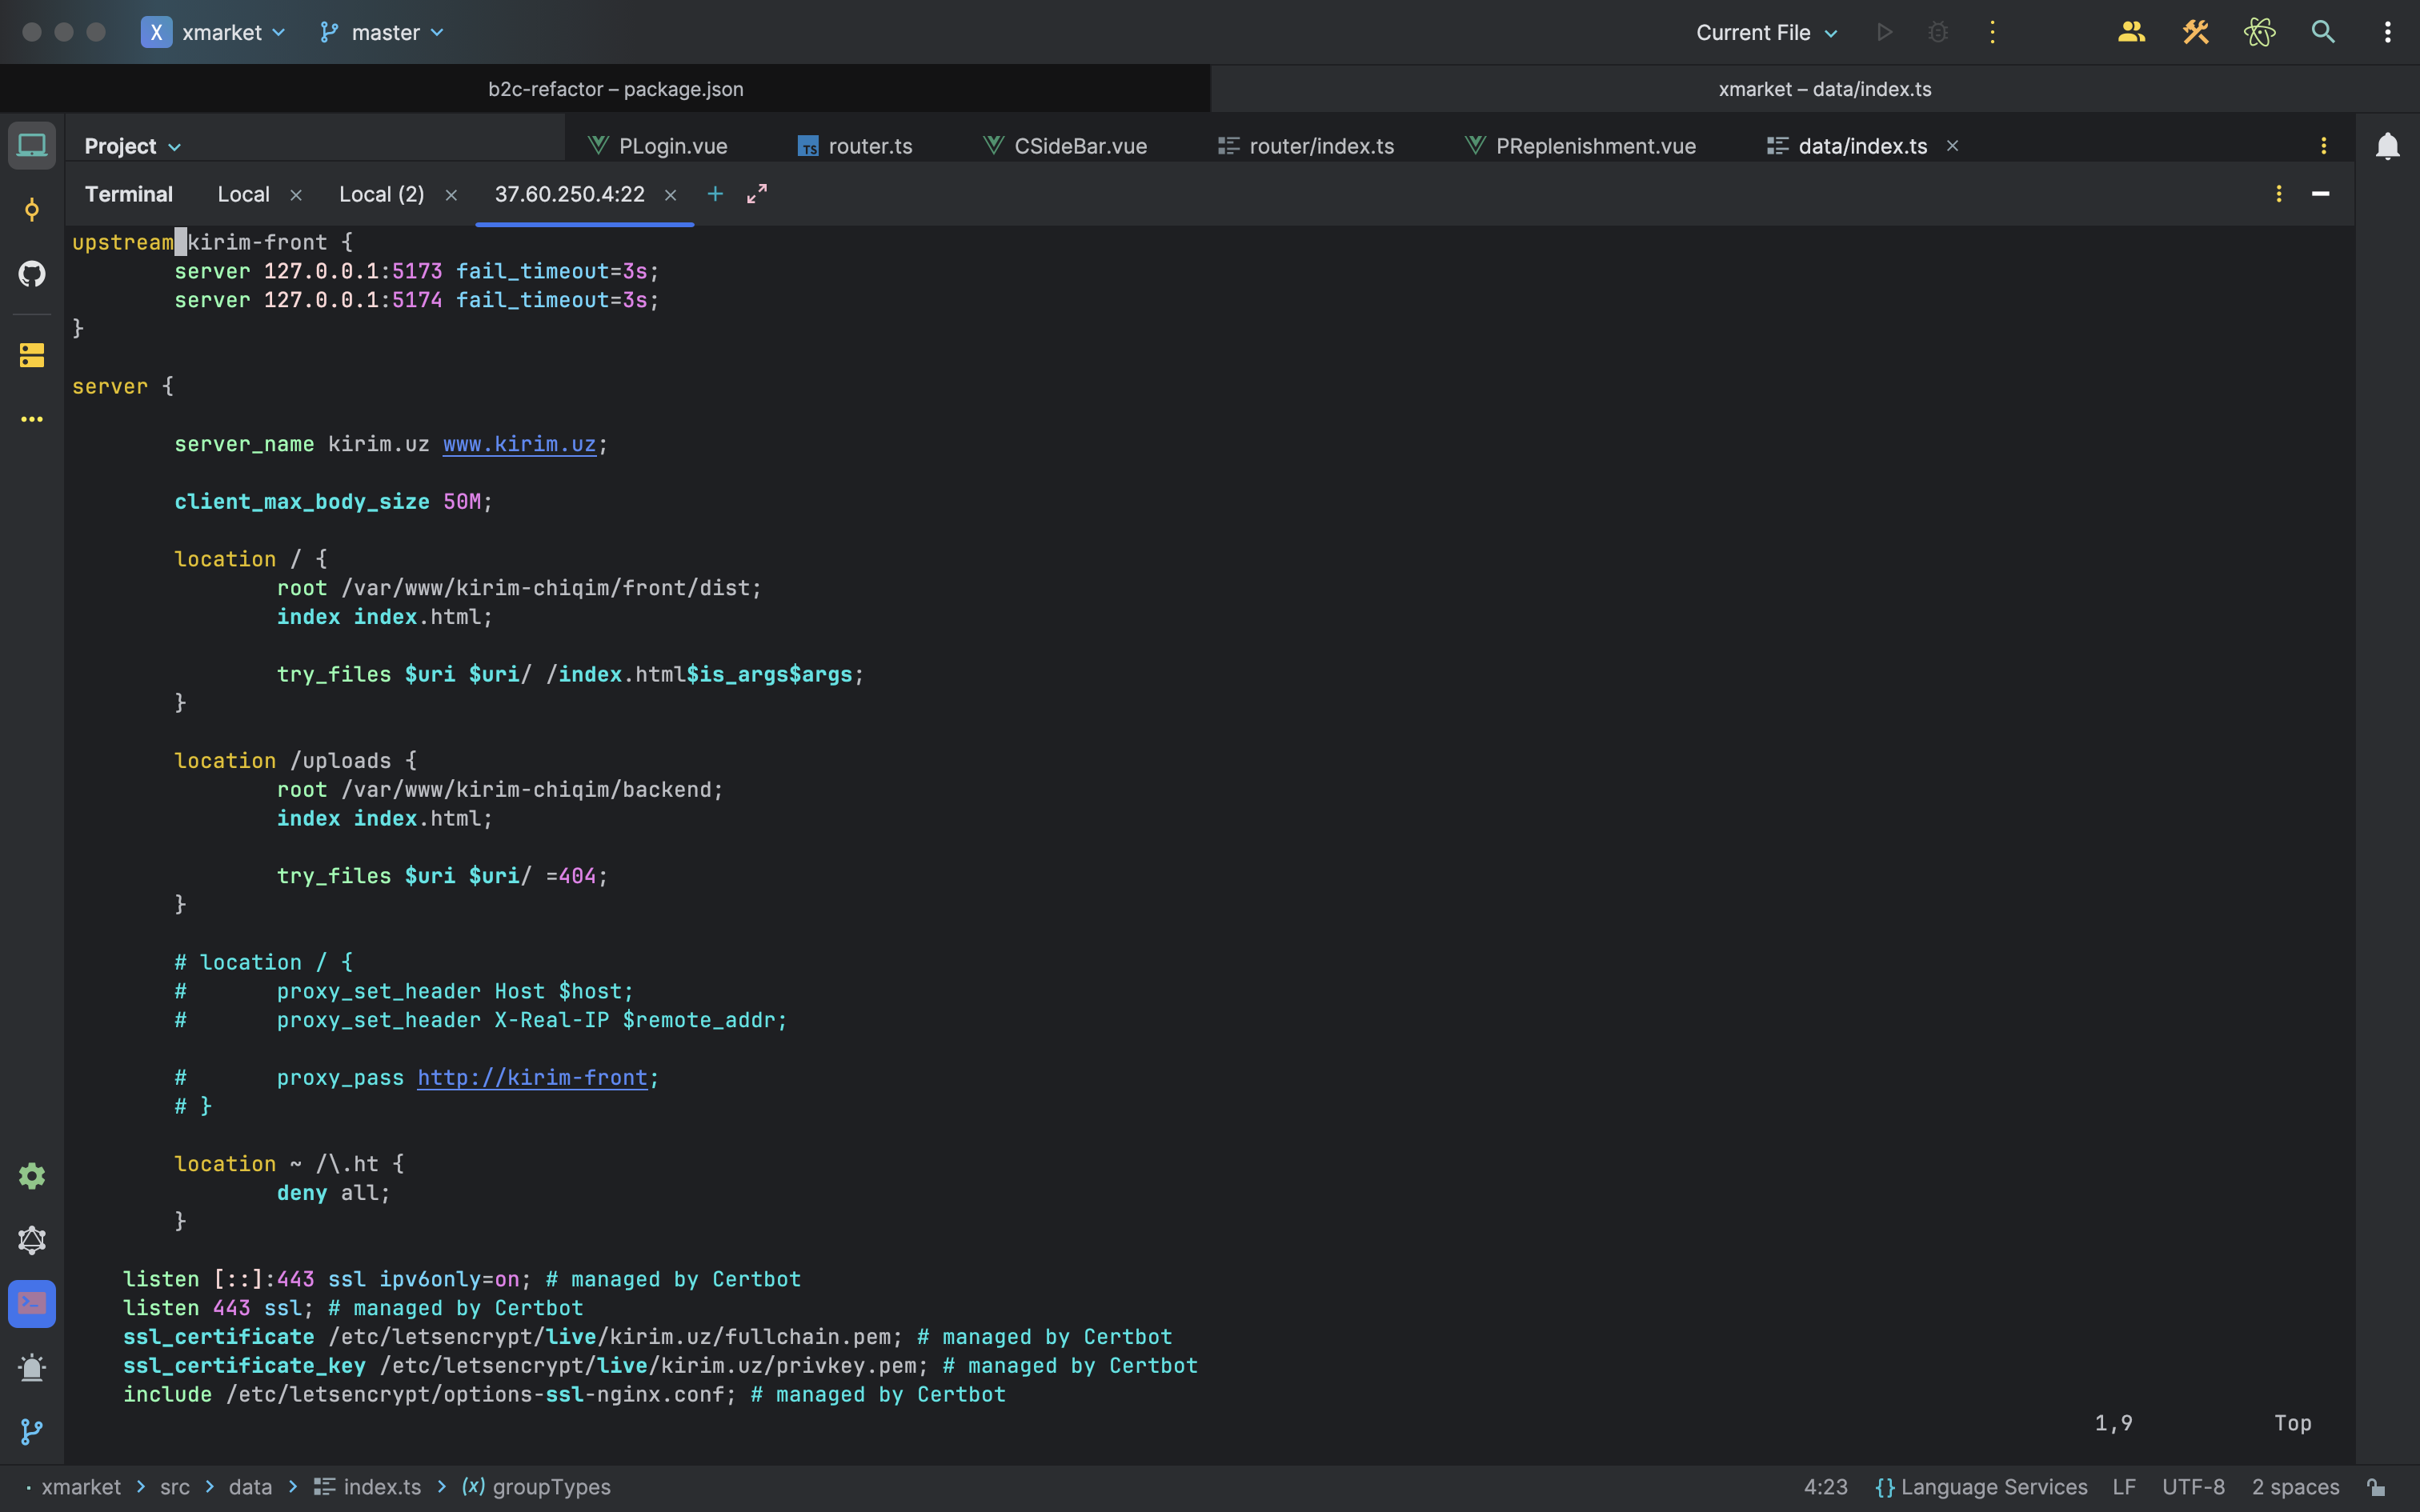 X xmarket master Current File
b2c-refactor – package.json xmarket – data/index.ts
Project PLogin.vue TS router.ts CSideBar.vue router/index.ts PReplenishment.vue data/index.ts
Terminal Local Local (2) 37.60.250.4:22
upstream kirim-front {
server 127.0.0.1:5173 fail_timeout=3s;
server 127.0.0.1:5174 fail_timeout=3s;
}
server {
server_name kirim.uz www.kirim.uz;
client_max_body_size 50M;
location / {
root /var/www/kirim-chiqim/front/dist;
index index.html;
try_files $uri $uri/ /index.html$is_args$args;
}
location /uploads {
root /var/www/kirim-chiqim/backend;
index index.html;
try_files $uri $uri/ =404;
}
# location / {
# proxy_set_header Host $host;
# proxy_set_header X-Real-IP $remote_addr;
# proxy_pass http://kirim-front;
# }
location ~ /\.ht {
deny all;
}
listen [::]:443 ssl ipv6only=on; # managed by Certbot
listen 443 ssl; # managed by Certbot
ssl_certificate /etc/letsencrypt/live/kirim.uz/fullchain.pem; # managed by Certbot
ssl_certificate_key /etc/letsencrypt/live/kirim.uz/privkey.pem; # managed by Certbot
include /etc/letsencrypt/options-ssl-nginx.conf; # managed by Certbot
1,9 Top
xmarket > src > data > index.ts > (x) groupTypes 4:23 {} Language Services LF UTF-8 2 spaces